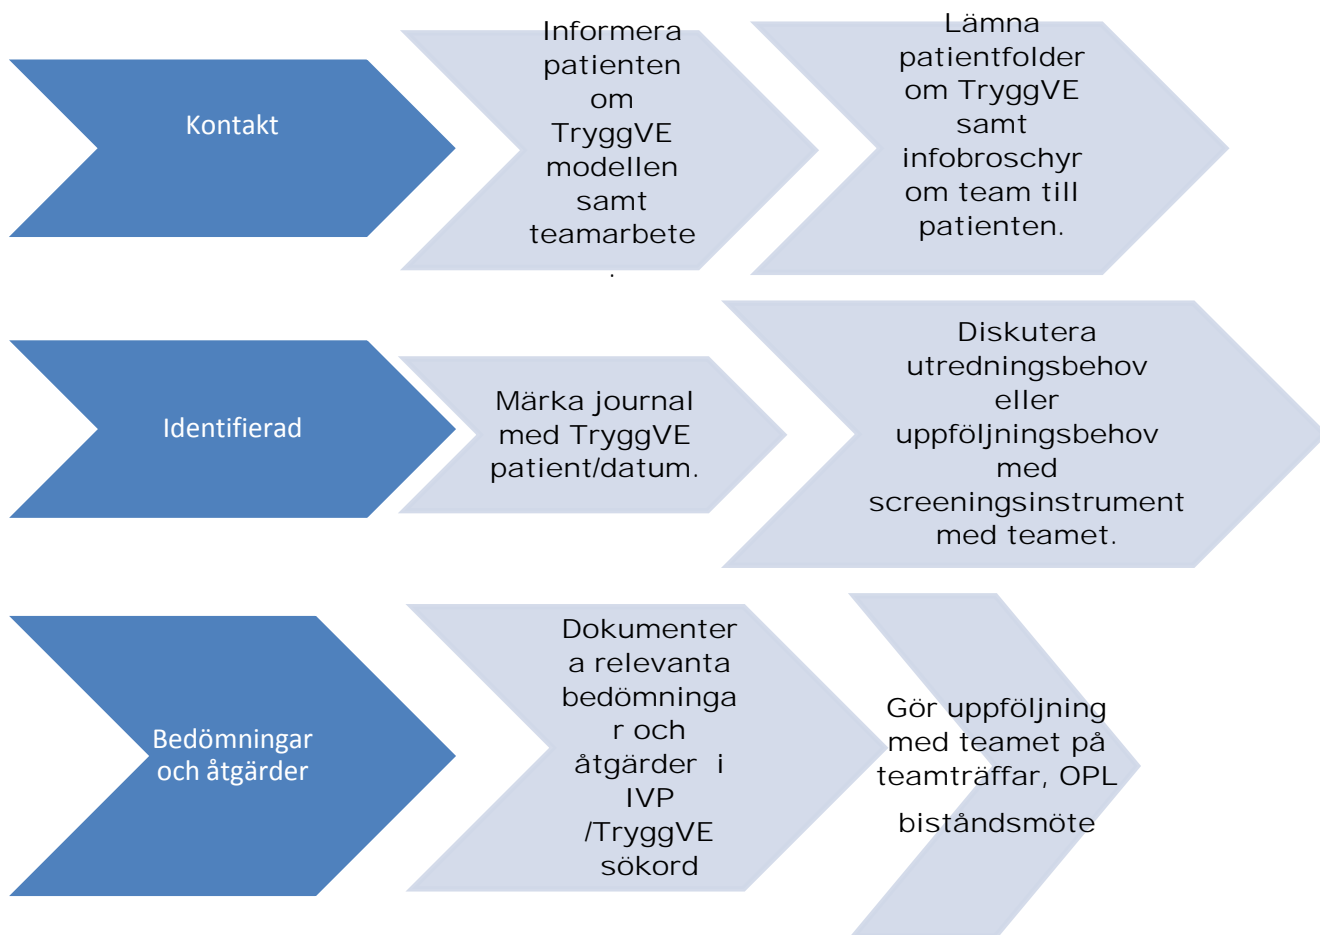 Kontakt
Informera
patienten
om
TryggVE
modellen
samt
teamarbete
.
Lämna
patientfolder
om TryggVE
samt
infobroschyr
om team till
patienten.
Identifierad
Märka journal
med TryggVE
patient/datum.
Diskutera
utredningsbehov
eller
uppföljningsbehov
med
screeningsinstrument
med teamet.
Bedömningar
och åtgärder
Dokumenter
a relevanta
bedömninga
r och
åtgärder i
IVP
/TryggVE
sökord
Gör uppföljning
med teamet på
teamträffar, OPL
biståndsmöte